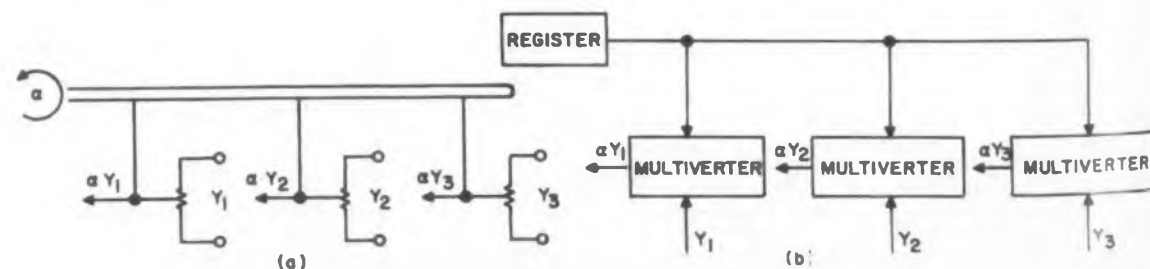 REGISTER
α
αY₁
Y₁
αY₂
Y₂
αY₃
Y₃
(a)
αY₁
MULTIVERTER
αY₂
MULTIVERTER
αY₃
MULTIVERTER
Y₁
Y₂
Y₃
(b)